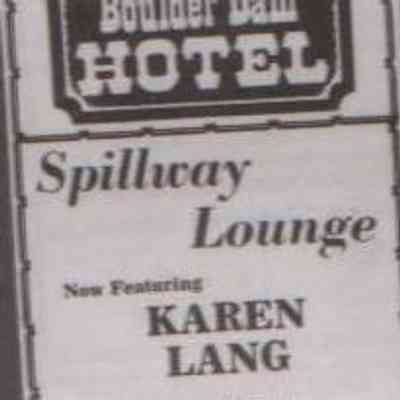 Boulder Dam
HOTEL
Spillway
Lounge
Now Featuring
KAREN
LANG